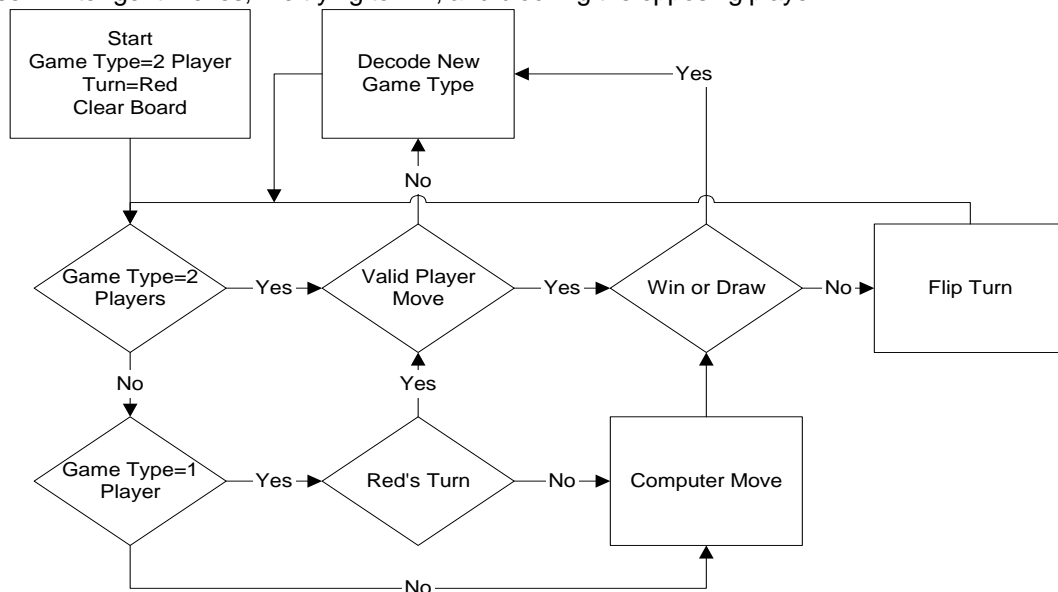 Start
Game Type=2 Player
Turn=Red
Clear Board
Decode New
Game Type
Yes
No
Game Type=2
Players
Yes
Valid Player
Move
Yes
Win or Draw
No
Flip Turn
No
Yes
Game Type=1
Player
Yes
Red's Turn
No
Computer Move
No